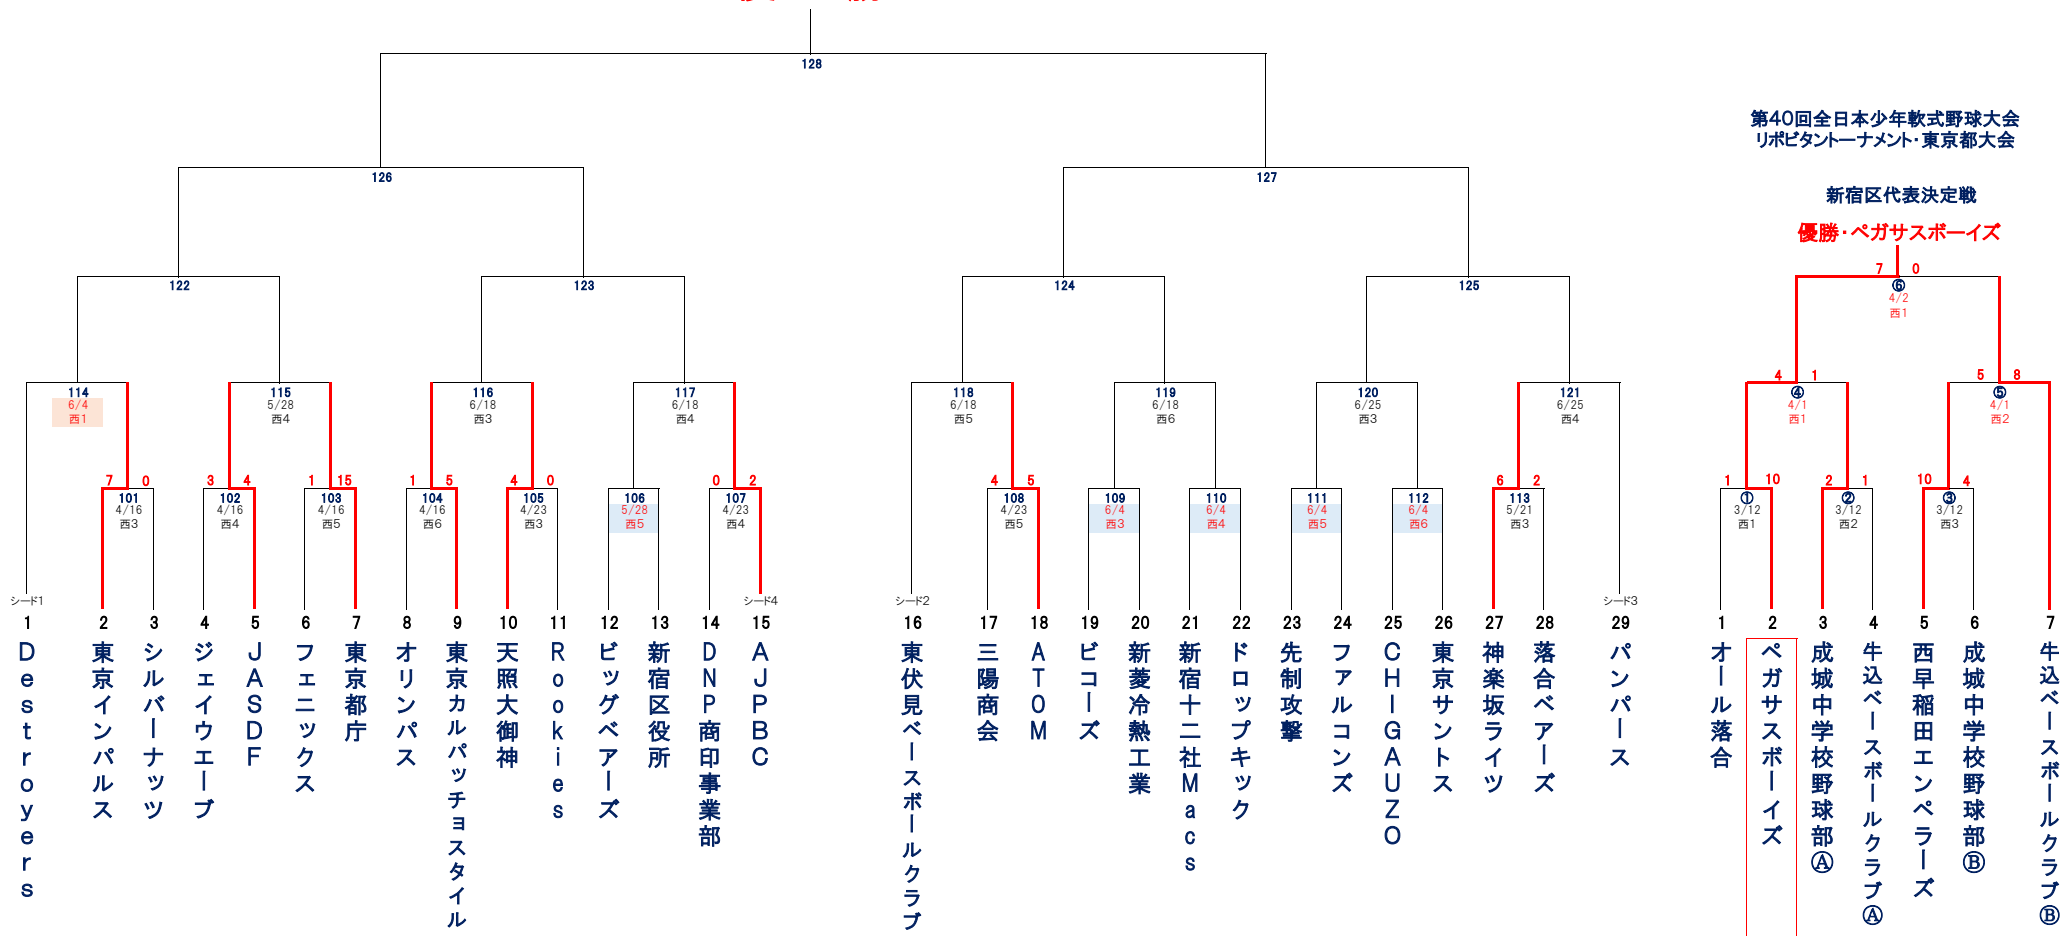 128
126
127
122
123
124
125
114
6/4
西1
115
5/28
西4
116
6/18
西3
117
6/18
西4
118
6/18
西5
119
6/18
西6
120
6/25
西3
121
6/25
西4
7 0
101
4/16
西3
3 4
102
4/16
西4
1 15
103
4/16
西5
1 5
104
4/16
西6
4 0
105
4/23
西3
106
5/28
西5
0 2
107
4/23
西4
4 5
108
4/23
西5
109
6/4
西3
110
6/4
西4
111
6/4
西5
112
6/4
西6
6 2
113
5/21
西3
シード1
シード4
シード2
シード3
1 Destroyers
2 東京インパルス
3 シルバーナッツ
4 ジェイウエーブ
5 JASDF
6 フェニックス
7 東京都庁
8 オリンパス
9 東京カルパッチョスタイル
10 天照大御神
11 Rookies
12 ビッグベアーズ
13 新宿区役所
14 DNP商印事業部
15 AJPBC
16 東伏見ベースボールクラブ
17 三陽商会
18 ATOM
19 ビコーズ
20 新菱冷熱工業
21 新宿十二社Macs
22 ドロップキック
23 先制攻撃
24 ファルコンズ
25 CHIGAUZO
26 東京サントス
27 神楽坂ライツ
28 落合ベアーズ
29 パンパース
第40回全日本少年軟式野球大会
リポビタントーナメント・東京都大会
新宿区代表決定戦
優勝・ペガサスボーイズ
7 0
⑥
4/2
西1
4 1
④
4/1
西1
5 8
⑤
4/1
西2
1 10
①
3/12
西1
2 1
②
3/12
西2
10 4
③
3/12
西3
1 オール落合
2 ペガサスボーイズ
3 成城中学校野球部Ⓐ
4 牛込ベースボールクラブⒶ
5 西早稲田エンペラーズ
6 成城中学校野球部Ⓑ
7 牛込ベースボールクラブⒷ